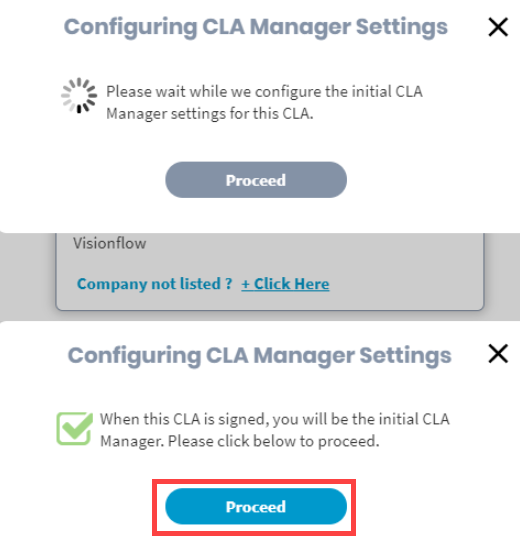 Configuring CLA Manager Settings
Please wait while we configure the initial CLA
Manager settings for this CLA.
Proceed
Visionflow
Company not listed ? + Click Here
Configuring CLA Manager Settings
When this CLA is signed, you will be the initial CLA
Manager. Please click below to proceed.
Proceed